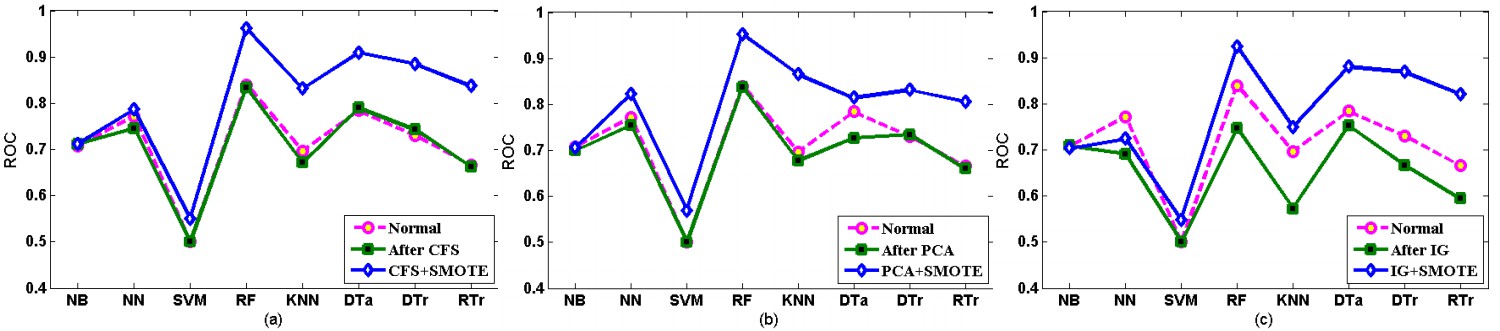 1
0.9
0.8
0.7
0.6
0.5
0.4
ROC
NB NN SVM RF KNN DTa DTr RTr
Normal
After CFS
CFS+SMOTE
(a)
1
0.9
0.8
0.7
0.6
0.5
0.4
ROC
NB NN SVM RF KNN DTa DTr RTr
Normal
After PCA
PCA+SMOTE
(b)
1
0.9
0.8
0.7
0.6
0.5
0.4
ROC
NB NN SVM RF KNN DTa DTr RTr
Normal
After IG
IG+SMOTE
(c)